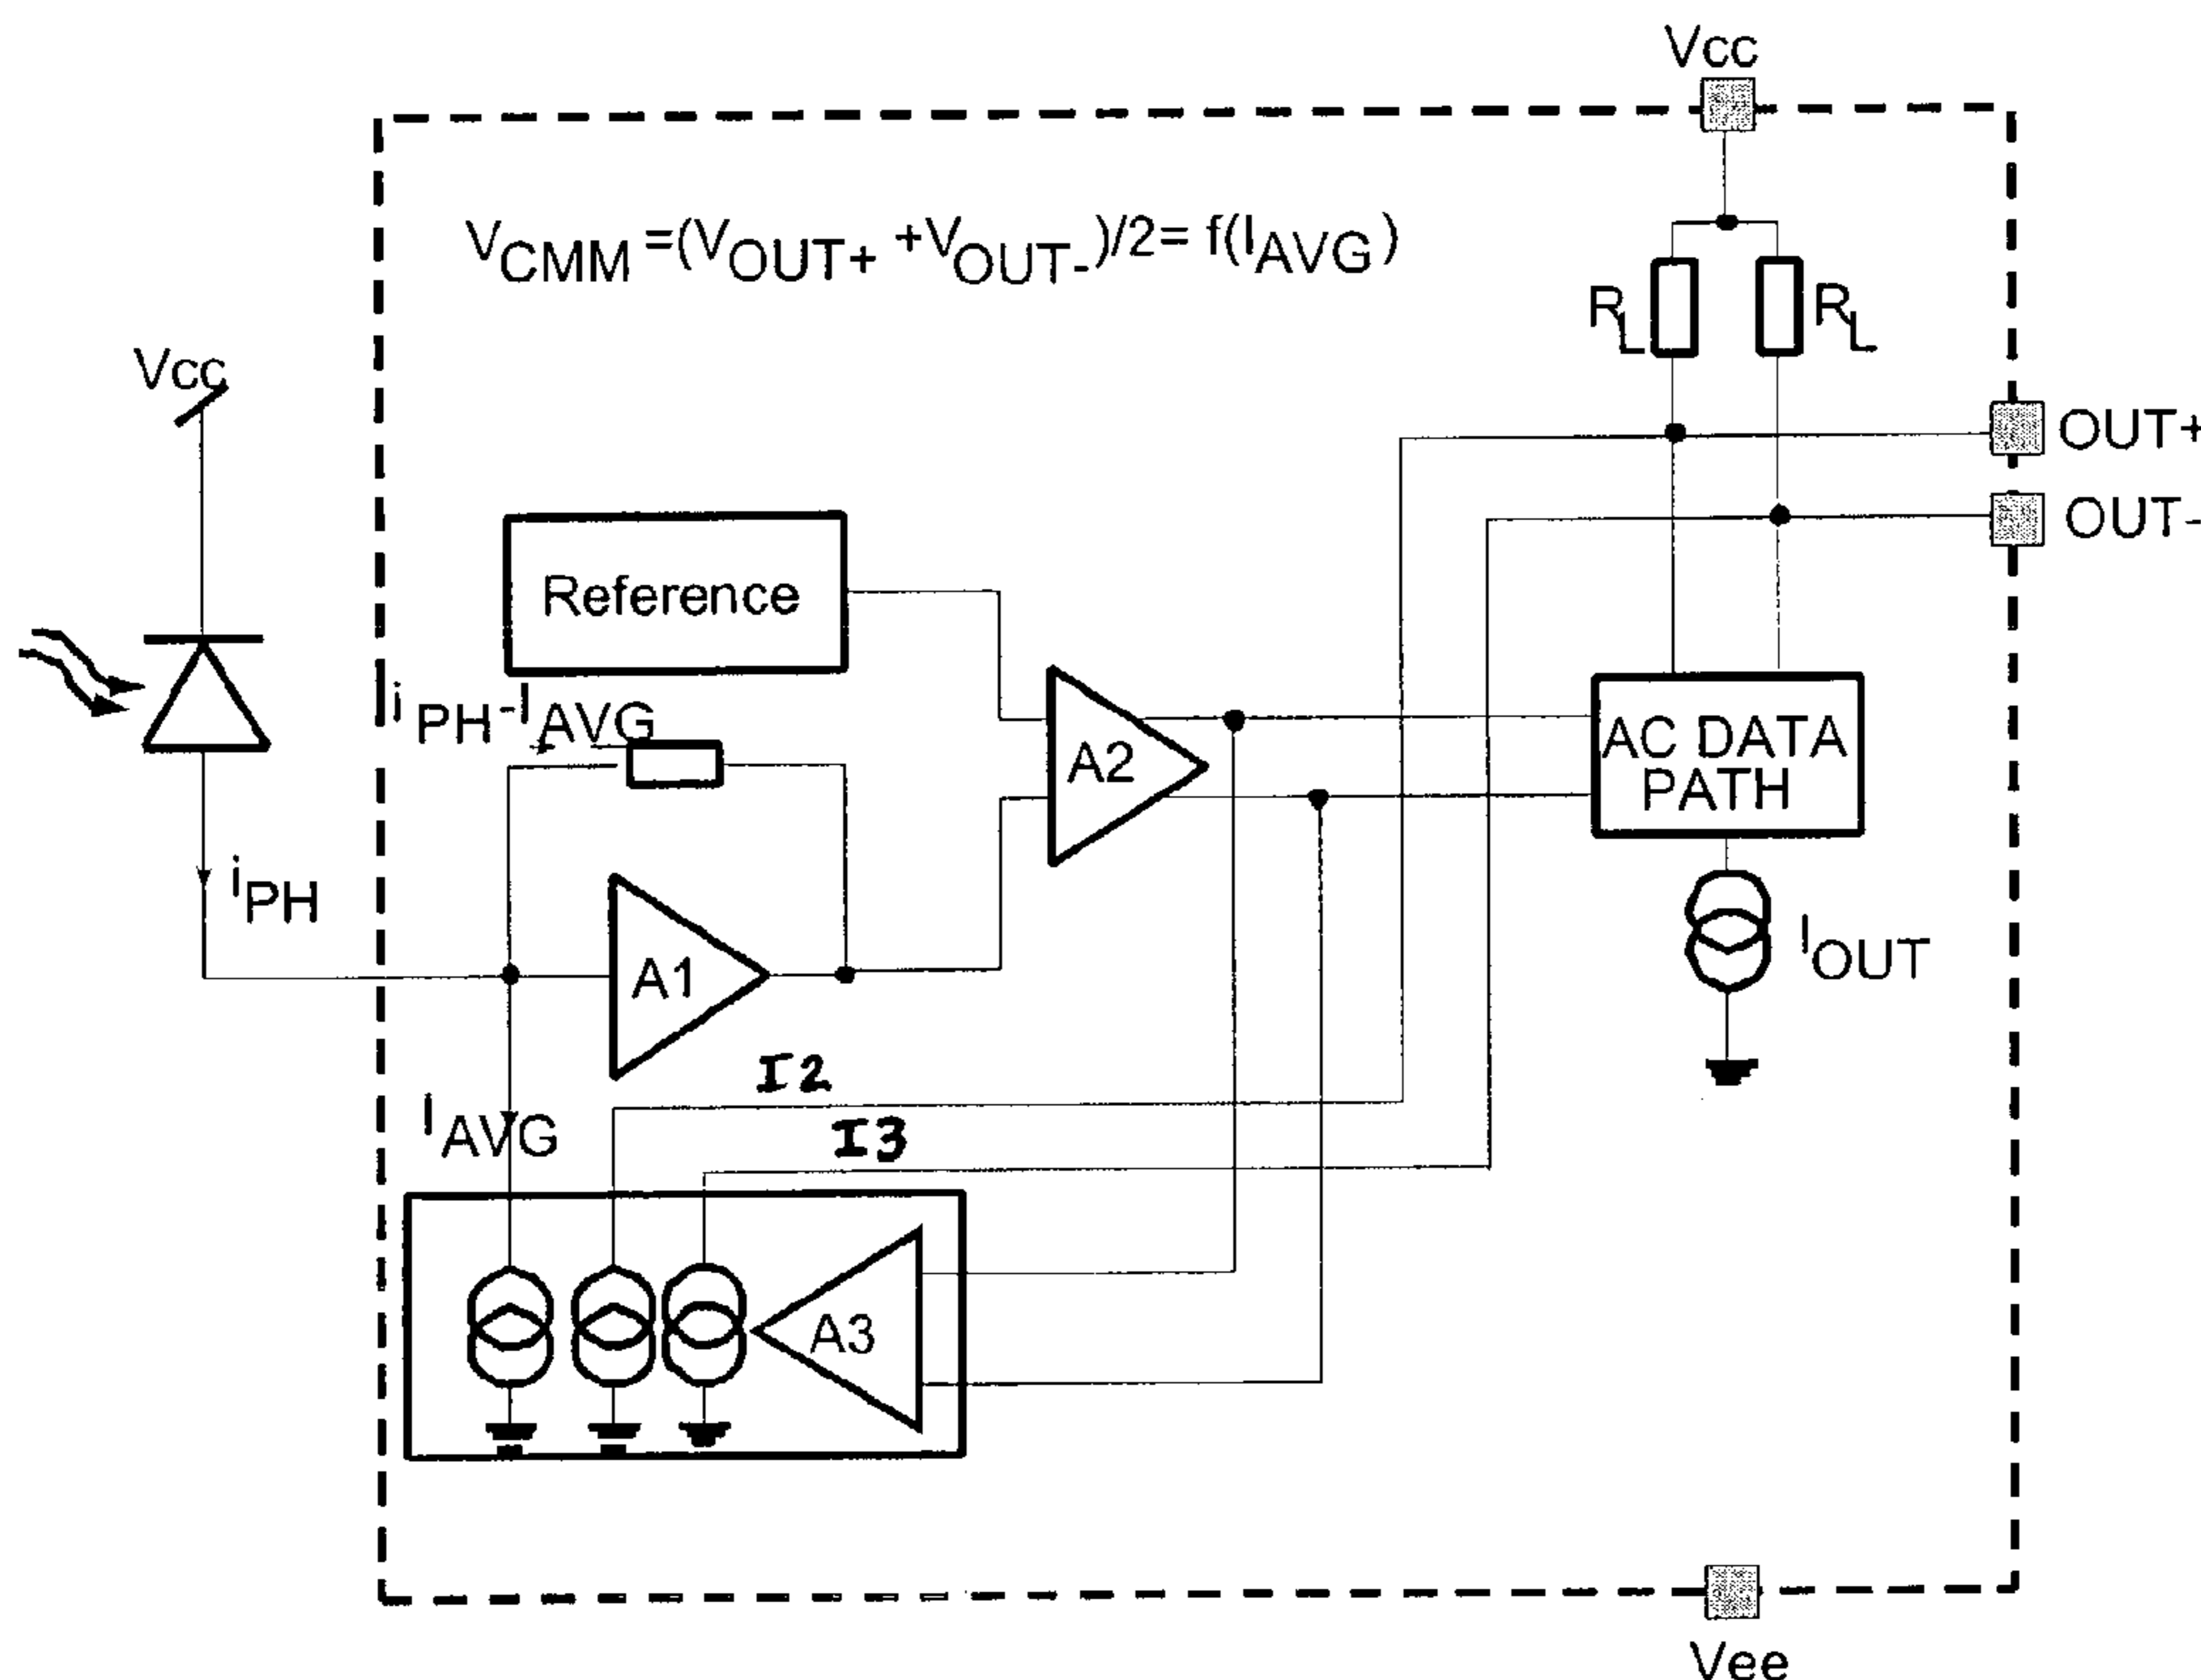 Vcc
VCMM =(VOUT+ +VOUT-)/2= f(IAVG)
RL
RL
Vcc
OUT+
OUT-
Reference
iPH-IAVG
A2
AC DATA
PATH
iPH
A1
IOUT
I2
IAVG
I3
A3
Vee